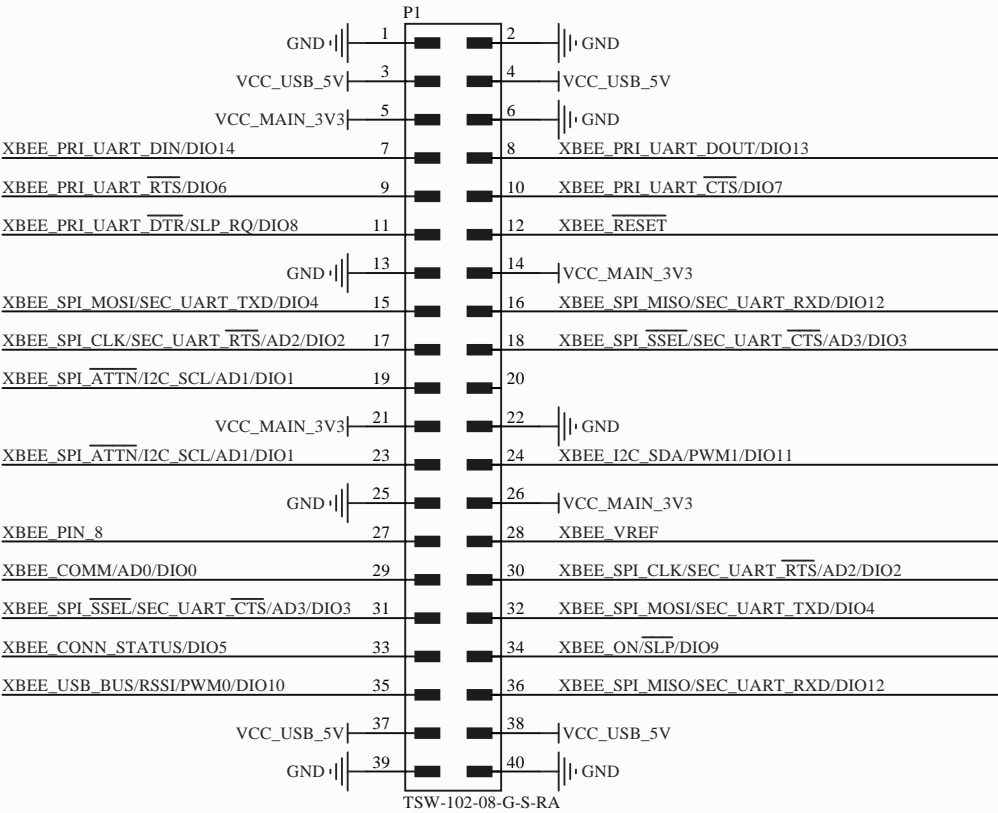 P1
GND 1 2 GND
VCC_USB_5V 3 4 VCC_USB_5V
VCC_MAIN_3V3 5 6 GND
XBEE_PRI_UART_DIN/DIO14 7 8 XBEE_PRI_UART_DOUT/DIO13
XBEE_PRI_UART_RTS/DIO6 9 10 XBEE_PRI_UART_CTS/DIO7
XBEE_PRI_UART_DTR/SLP_RQ/DIO8 11 12 XBEE_RESET
GND 13 14 VCC_MAIN_3V3
XBEE_SPI_MOSI/SEC_UART_TXD/DIO4 15 16 XBEE_SPI_MISO/SEC_UART_RXD/DIO12
XBEE_SPI_CLK/SEC_UART_RTS/AD2/DIO2 17 18 XBEE_SPI_SSEL/SEC_UART_CTS/AD3/DIO3
XBEE_SPI_ATTN/I2C_SCL/AD1/DIO1 19 20
VCC_MAIN_3V3 21 22 GND
XBEE_SPI_ATTN/I2C_SCL/AD1/DIO1 23 24 XBEE_I2C_SDA/PWM1/DIO11
GND 25 26 VCC_MAIN_3V3
XBEE_PIN_8 27 28 XBEE_VREF
XBEE_COMM/AD0/DIO0 29 30 XBEE_SPI_CLK/SEC_UART_RTS/AD2/DIO2
XBEE_SPI_SSEL/SEC_UART_CTS/AD3/DIO3 31 32 XBEE_SPI_MOSI/SEC_UART_TXD/DIO4
XBEE_CONN_STATUS/DIO5 33 34 XBEE_ON/SLP/DIO9
XBEE_USB_BUS/RSSI/PWM0/DIO10 35 36 XBEE_SPI_MISO/SEC_UART_RXD/DIO12
VCC_USB_5V 37 38 VCC_USB_5V
GND 39 40 GND
TSW-102-08-G-S-RA